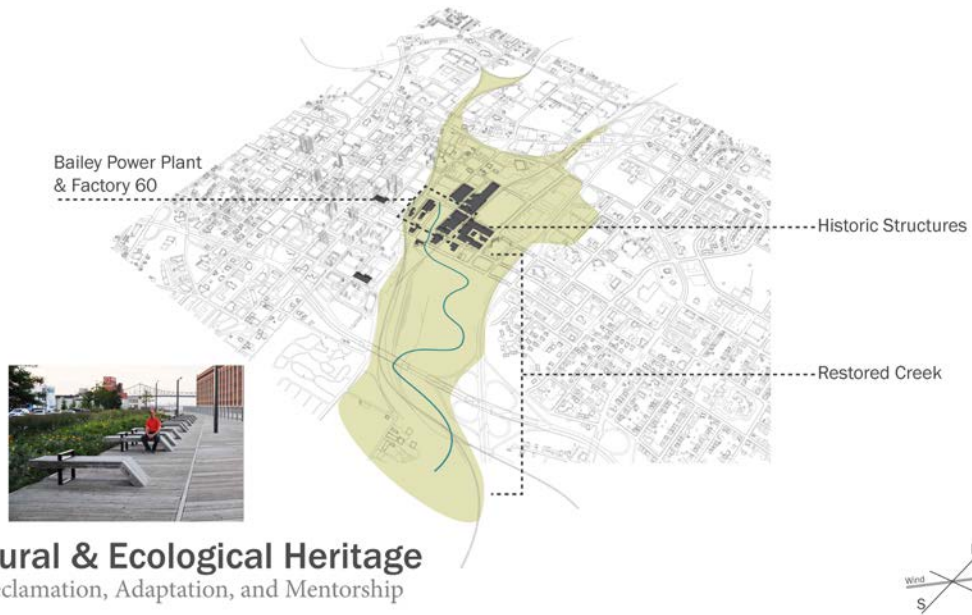 Bailey Power Plant
& Factory 60
Historic Structures
Restored Creek
ural & Ecological Heritage
clamation, Adaptation, and Mentorship
Wind
S